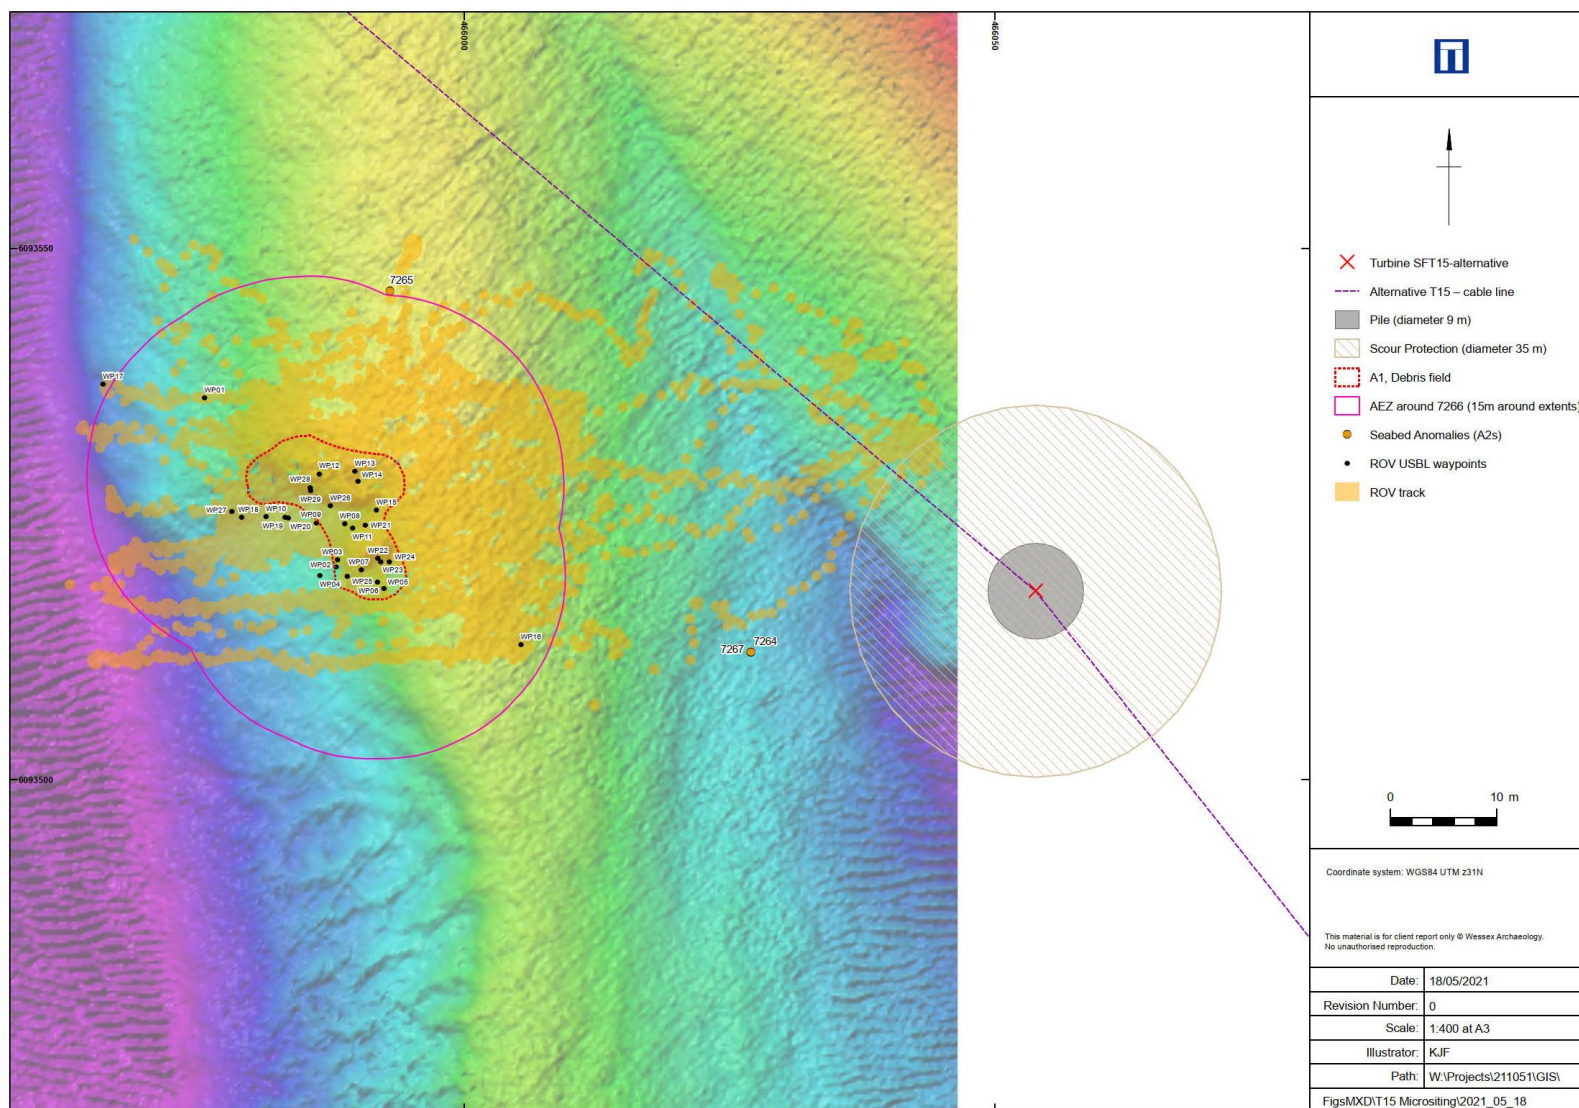 466000
466050
6093550
6093500
7265
WP17
WP01
WP12
WP13
WP14
WP28
WP29
WP26
WP15
WP27
WP18
WP10
WP09
WP08
WP19
WP20
WP21
WP11
WP03
WP22
WP24
WP02
WP07
WP23
WP04
WP25
WP05
WP06
WP16
7267 7264
Turbine SFT15-alternative
Alternative T15 – cable line
Pile (diameter 9 m)
Scour Protection (diameter 35 m)
A1, Debris field
AEZ around 7266 (15m around extents)
Seabed Anomalies (A2s)
ROV USBL waypoints
ROV track
0 10 m
Coordinate system: WGS84 UTM z31N
This material is for client report only © Wessex Archaeology.
No unauthorised reproduction.
Date: 18/05/2021
Revision Number: 0
Scale: 1:400 at A3
Illustrator: KJF
Path: W:\Projects\211051\GIS\
FigsMXD\T15 Micrositing\2021_05_18